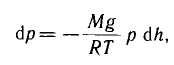 dp = − Mg/RT p dh,